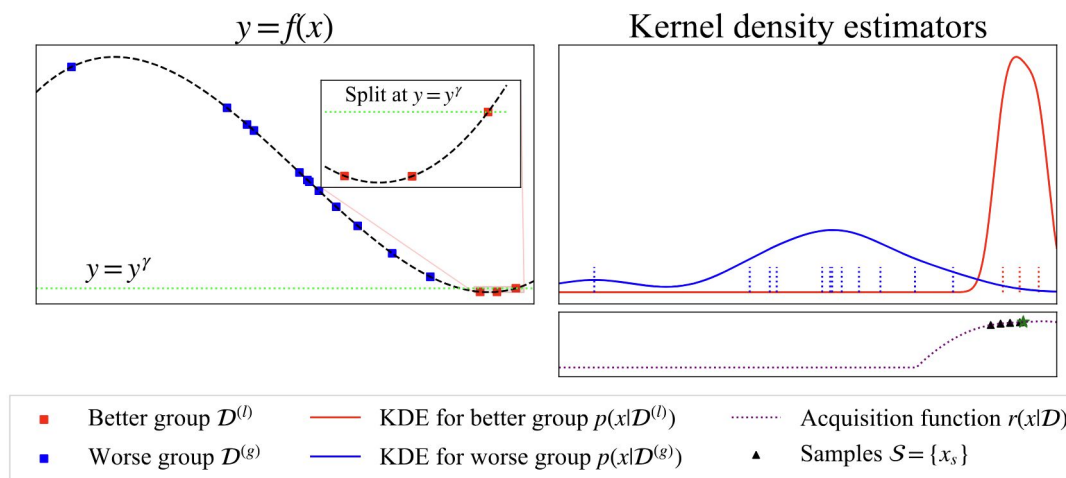 y = f(x)
Kernel density estimators
Split at y = y^γ
y = y^γ
Better group 𝒟^(l)
KDE for better group p(x|𝒟^(l))
Acquisition function r(x|𝒟)
Worse group 𝒟^(g)
KDE for worse group p(x|𝒟^(g))
Samples 𝒮 = {x_s}